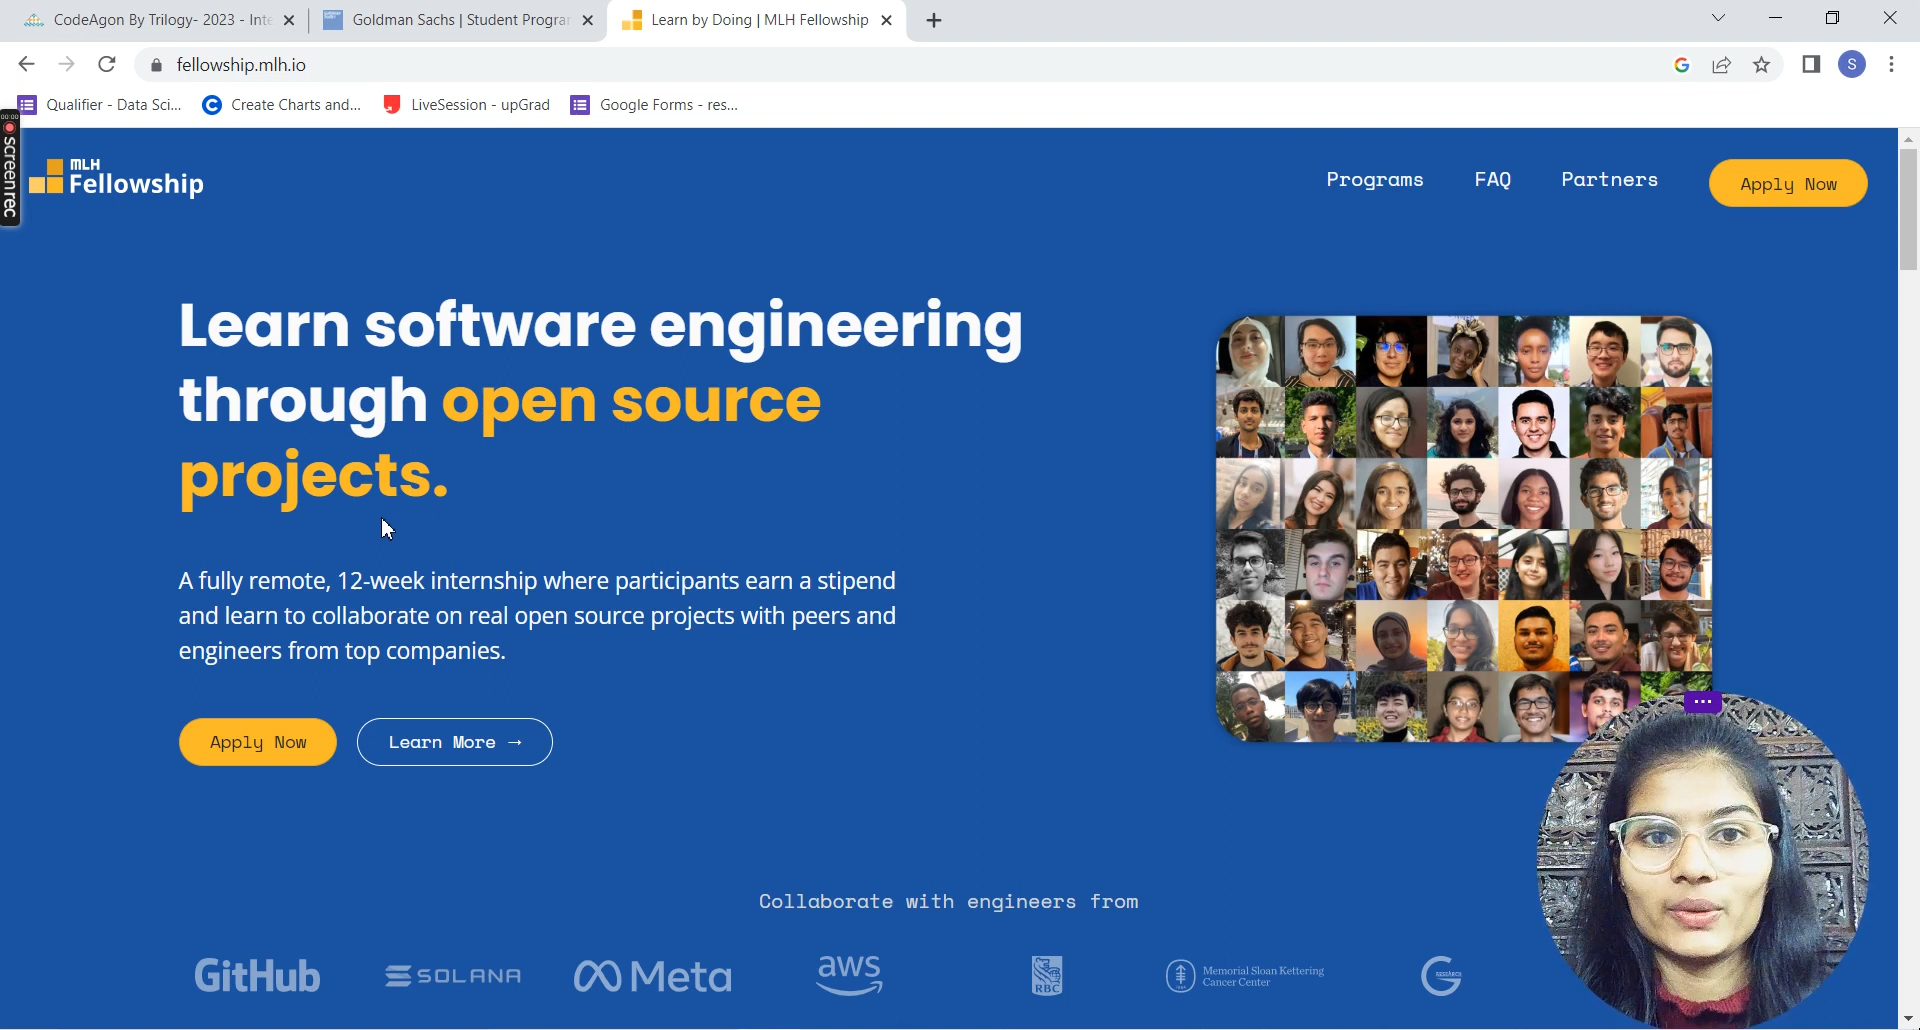 CodeAgon By Trilogy- 2023 - Inte
Goldman Sachs | Student Program
Learn by Doing | MLH Fellowship
fellowship.mlh.io
S
Qualifier - Data Sci...
Create Charts and...
LiveSession - upGrad
Google Forms - res...
00:00
screenrec
MLH
Fellowship
Programs
FAQ
Partners
Apply Now
Learn software engineering
through open source
projects.
A fully remote, 12-week internship where participants earn a stipend
and learn to collaborate on real open source projects with peers and
engineers from top companies.
Apply Now
Learn More →
Collaborate with engineers from
GitHub
SOLANA
Meta
aws
RBC
Memorial Sloan Kettering
Cancer Center
G
RESEARCH